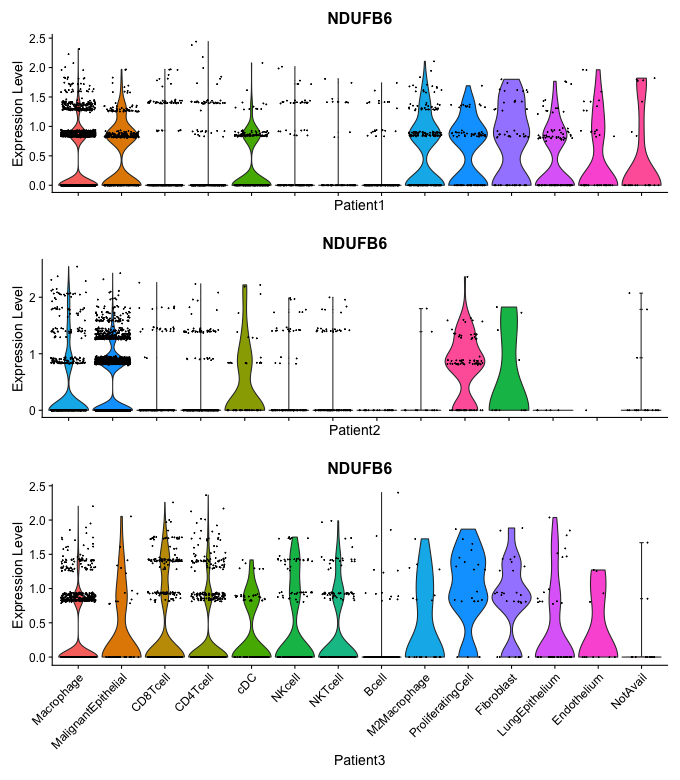 NDUFB6
Expression Level
2.5
2.0
1.5
1.0
0.5
0.0
Patient1
NDUFB6
Expression Level
2
1
0
Patient2
NDUFB6
Expression Level
2.5
2.0
1.5
1.0
0.5
0.0
Macrophage
MalignantEpithelial
CD8Tcell
CD4Tcell
cDC
NKcell
NKTcell
Bcell
M2Macrophage
ProliferatingCell
Fibroblast
LungEpithelium
Endothelium
NotAvail
Patient3